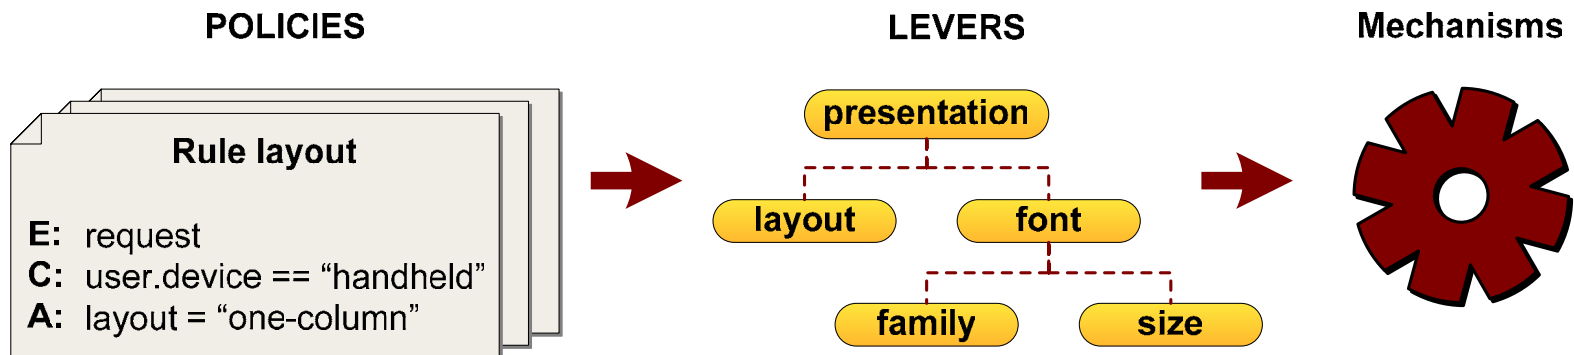 POLICIES
LEVERS
Mechanisms
Rule layout
E: request
C: user.device == “handheld”
A: layout = “one-column”
presentation
layout
font
family
size